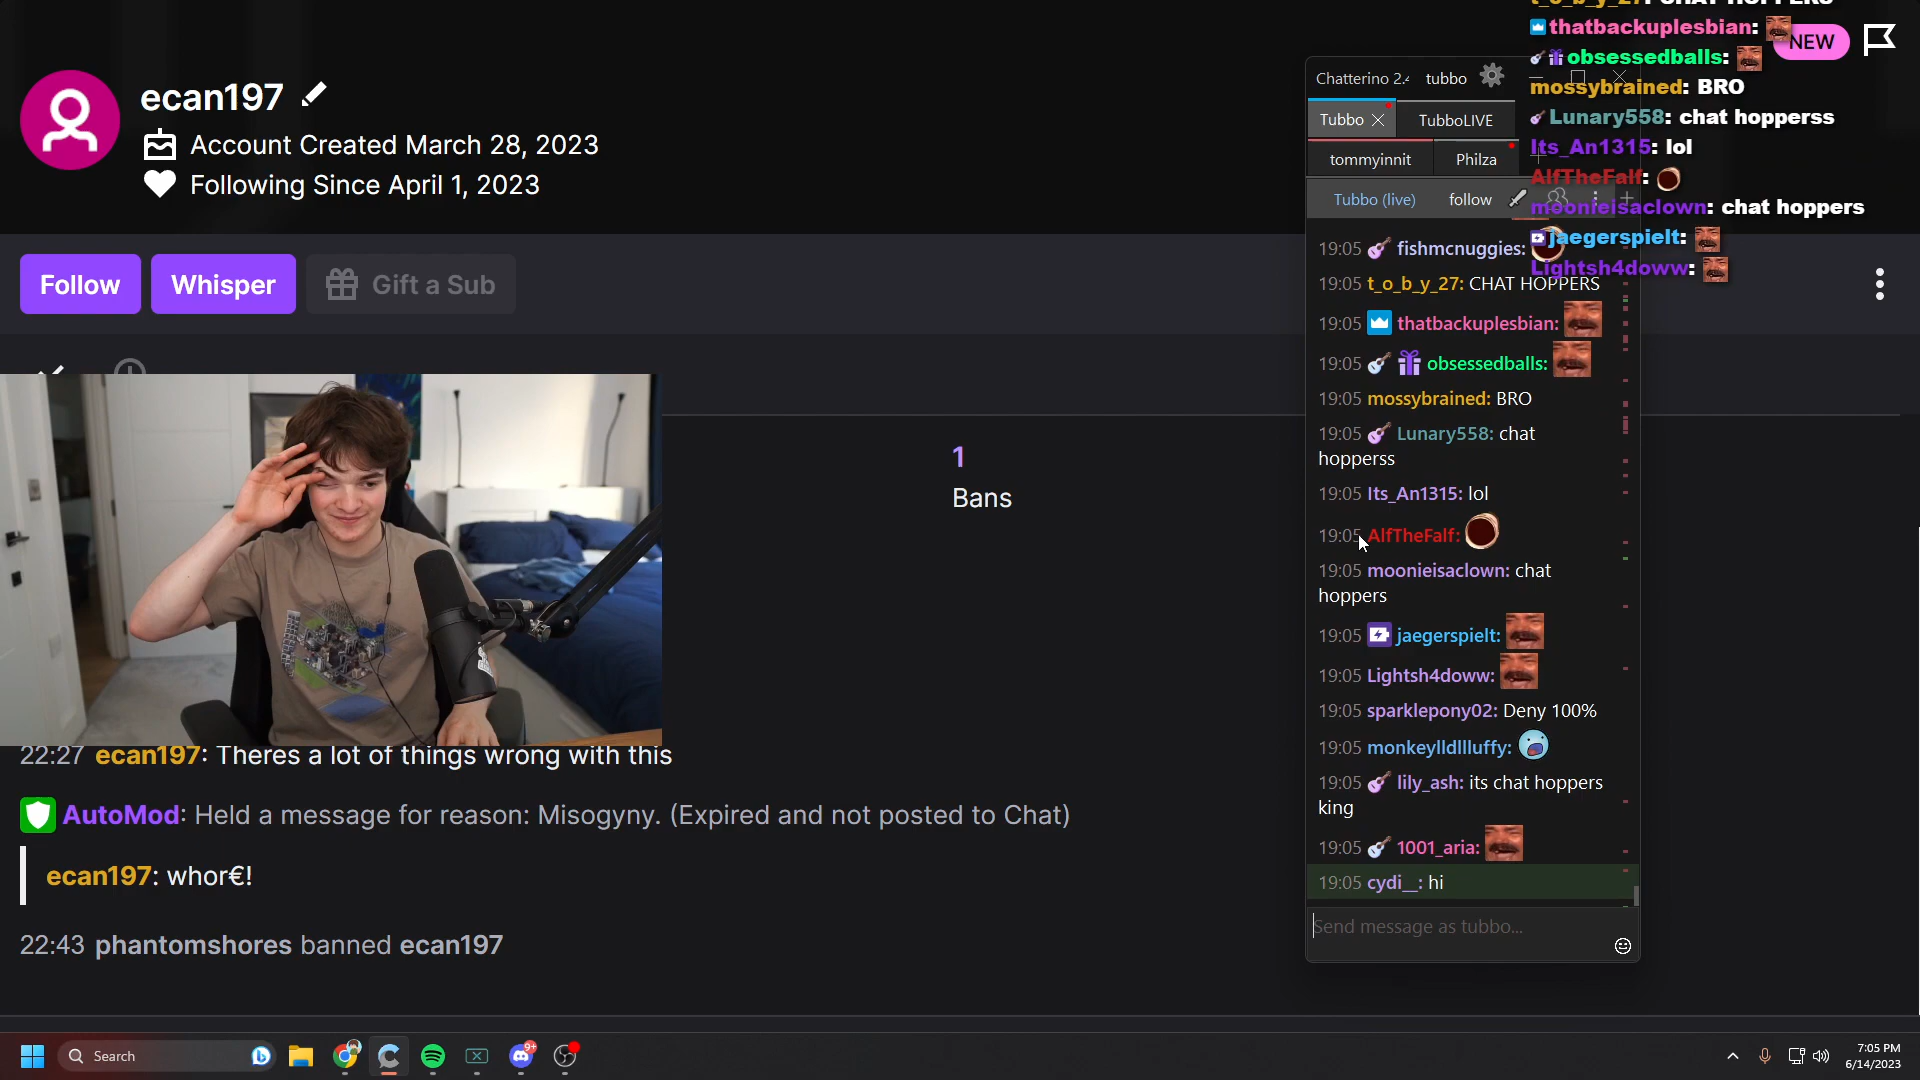 ecan197
Account Created March 28, 2023
Following Since April 1, 2023
Follow
Whisper
Gift a Sub
1
Bans
22:27 ecan197: Theres a lot of things wrong with this
AutoMod: Held a message for reason: Misogyny. (Expired and not posted to Chat)
ecan197: whor€!
22:43 phantomshores banned ecan197
Chatterino 2.4
tubbo
Tubbo
TubboLIVE
tommyinnit
Philza
Tubbo (live)
follow
19:05 fishmcnuggies:
19:05 t_o_b_y_27: CHAT HOPPERS
19:05 thatbackuplesbian:
19:05 obsessedballs:
19:05 mossybrained: BRO
19:05 Lunary558: chat
hopperss
19:05 Its_An1315: lol
19:05 AlfTheFalf:
19:05 moonieisaclown: chat
hoppers
19:05 jaegerspielt:
19:05 Lightsh4doww:
19:05 sparklepony02: Deny 100%
19:05
19:05 lily_ash: its chat hoppers
king
19:05 1001_aria:
19:05 cydi__: hi
Send message as tubbo...
t_o_b_y_27: CHAT HOPPERS
thatbackuplesbian:
NEW
obsessedballs:
mossybrained: BRO
Lunary558: chat hopperss
Its_An1315: lol
AlfTheFalf:
moonieisaclown: chat hoppers
jaegerspielt:
Lightsh4doww:
Search
9+
7:05 PM
6/14/2023